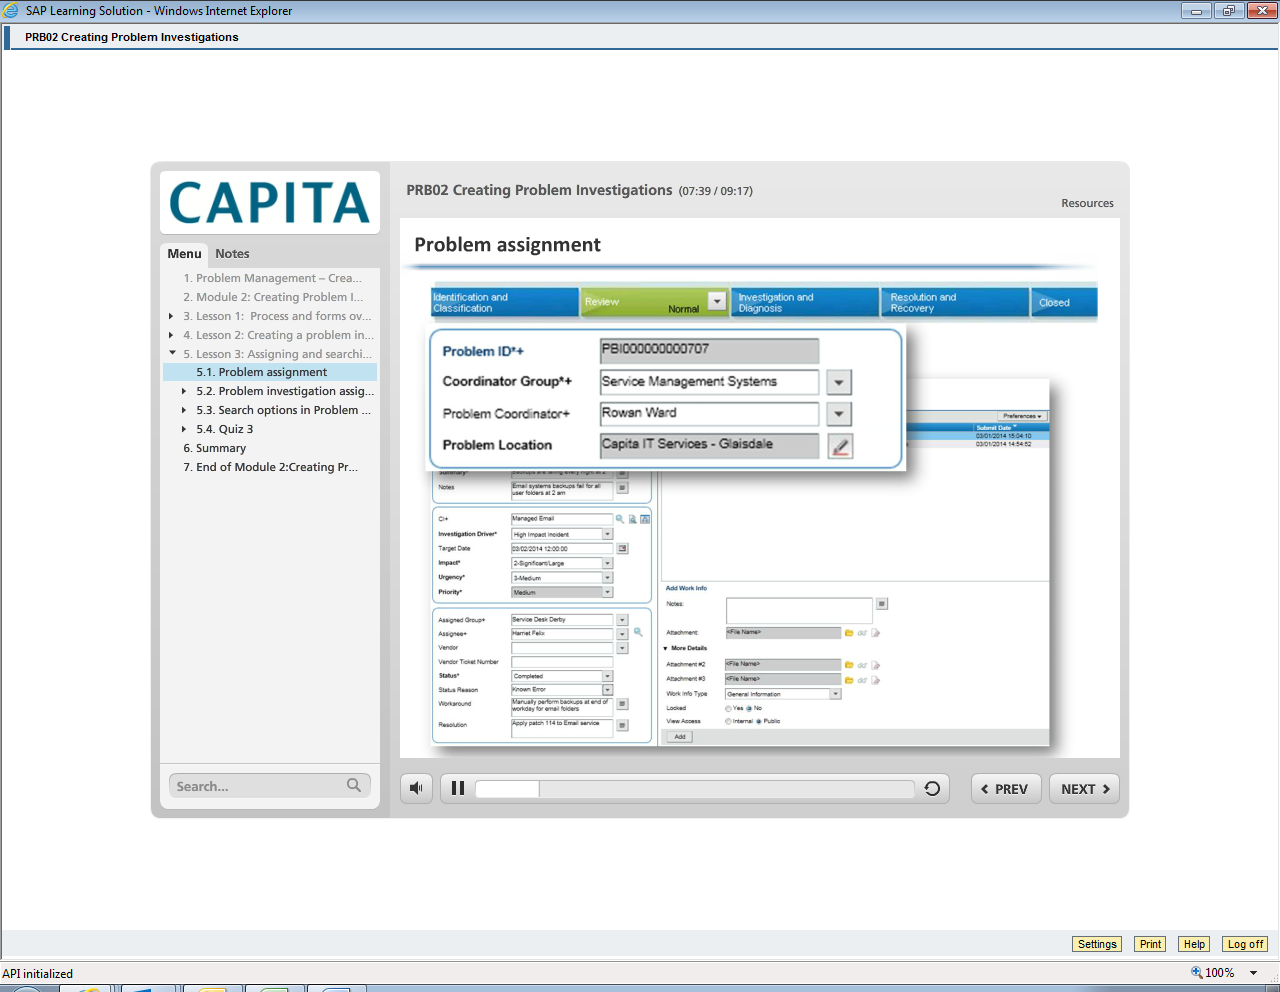 SAP Learning Solution - Windows Internet Explorer
PRB02 Creating Problem Investigations
CAPITA
PRB02 Creating Problem Investigations (07:39 / 09:17)
Resources
Menu Notes
1. Problem Management – Crea...
2. Module 2: Creating Problem I...
3. Lesson 1: Process and forms ov...
4. Lesson 2: Creating a problem in...
5. Lesson 3: Assigning and searchi...
5.1. Problem assignment
5.2. Problem investigation assig...
5.3. Search options in Problem ...
5.4. Quiz 3
6. Summary
7. End of Module 2:Creating Pr...
Search...
Problem assignment
Identification and Classification
Review
Normal
Investigation and Diagnosis
Resolution and Recovery
Closed
Problem ID*+ PBI000000000707
Coordinator Group*+ Service Management Systems
Problem Coordinator+ Rowan Ward
Problem Location Capita IT Services - Glaisdale
Preferences
Submit Date
03/01/2014 15:04:10
03/01/2014 14:54:52
Notes Email systems backups fail for all
user folders at 2 am
CI+ Managed Email
Investigation Driver* High Impact Incident
Target Date 03/02/2014 12:00:00
Impact* 2-Significant/Large
Urgency* 3-Medium
Priority* Medium
Assigned Group+ Service Desk Derby
Assignee+ Harriet Felix
Vendor
Vendor Ticket Number
Status* Completed
Status Reason Known Error
Workaround Manually perform backups at end of
workday for email folders
Resolution Apply patch 114 to Email service
Add Work Info
Notes:
Attachment: <File Name>
More Details
Attachment #2 <File Name>
Attachment #3 <File Name>
Work Info Type General Information
Locked Yes No
View Access Internal Public
Add
PREV
NEXT
Settings Print Help Log off
API initialized
100%